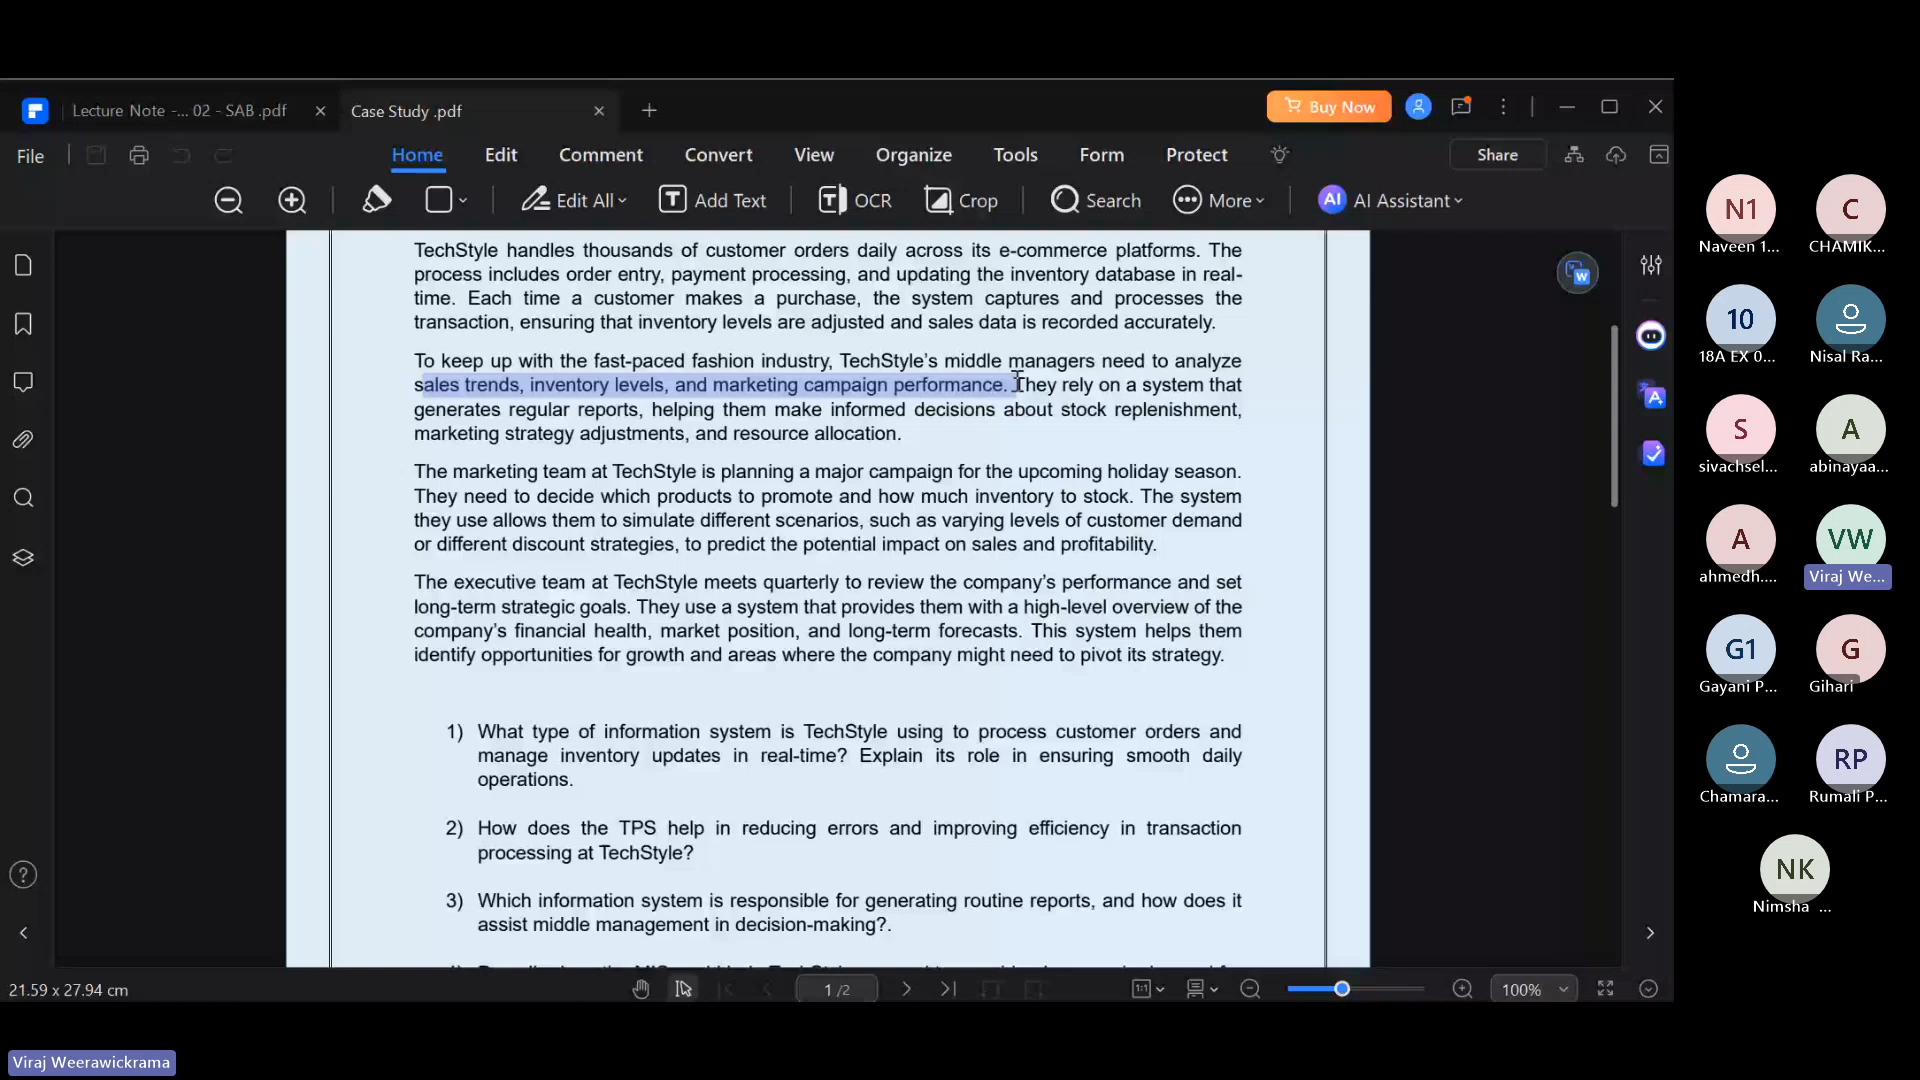 Lecture Note -... 02 - SAB .pdf
Case Study .pdf
Buy Now
File
Home
Edit
Comment
Convert
View
Organize
Tools
Form
Protect
Share
Edit All
Add Text
OCR
Crop
Search
More
AI Assistant
TechStyle handles thousands of customer orders daily across its e-commerce platforms. The
process includes order entry, payment processing, and updating the inventory database in real-
time. Each time a customer makes a purchase, the system captures and processes the
transaction, ensuring that inventory levels are adjusted and sales data is recorded accurately.
To keep up with the fast-paced fashion industry, TechStyle's middle managers need to analyze
sales trends, inventory levels, and marketing campaign performance. They rely on a system that
generates regular reports, helping them make informed decisions about stock replenishment,
marketing strategy adjustments, and resource allocation.
The marketing team at TechStyle is planning a major campaign for the upcoming holiday season.
They need to decide which products to promote and how much inventory to stock. The system
they use allows them to simulate different scenarios, such as varying levels of customer demand
or different discount strategies, to predict the potential impact on sales and profitability.
The executive team at TechStyle meets quarterly to review the company's performance and set
long-term strategic goals. They use a system that provides them with a high-level overview of the
company's financial health, market position, and long-term forecasts. This system helps them
identify opportunities for growth and areas where the company might need to pivot its strategy.
1) What type of information system is TechStyle using to process customer orders and
manage inventory updates in real-time? Explain its role in ensuring smooth daily
operations.
2) How does the TPS help in reducing errors and improving efficiency in transaction
processing at TechStyle?
3) Which information system is responsible for generating routine reports, and how does it
assist middle management in decision-making?.
21.59 x 27.94 cm
1 /2
100%
N1
Naveen 1...
C
CHAMIK...
10
18A EX 0...
Nisal Ra...
S
sivachsel...
A
abinayaa...
A
ahmedh....
VW
Viraj We...
G1
Gayani P...
G
Gihari
Chamara...
RP
Rumali P...
NK
Nimsha ...
Viraj Weerawickrama